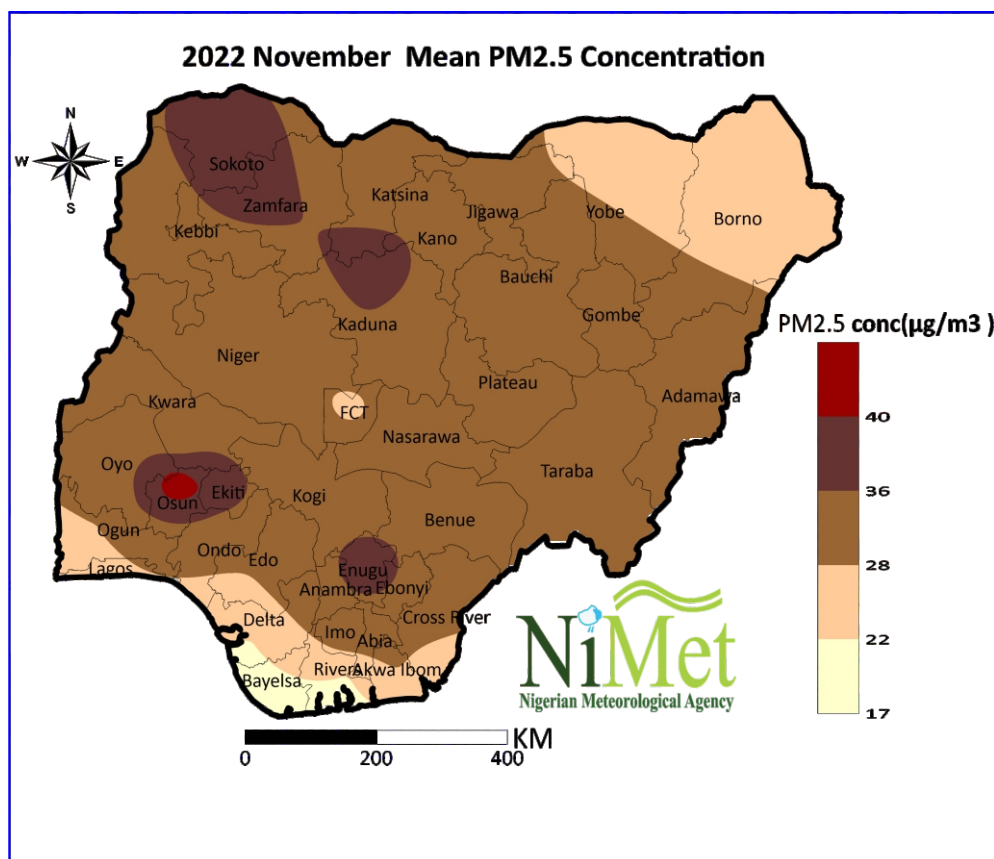 2022 November Mean PM2.5 Concentration
N
W E
S
Sokoto
Katsina
Zamfara
Jigawa
Yobe
Borno
Kebbi
Kano
Bauchi
Kaduna
Gombe
PM2.5 conc(µg/m3 )
Niger
Plateau
Adamawa
Kwara
FCT
40
Nasarawa
Oyo
Taraba
Ekiti
36
Osun
Kogi
Benue
Ogun
Ondo
Edo
Lagos
Enugu
28
Anambra
Ebonyi
Delta
Cross River
Imo
Abia
22
Rivers
Akwa Ibom
Bayelsa
NiMet
Nigerian Meteorological Agency
17
KM
0 200 400